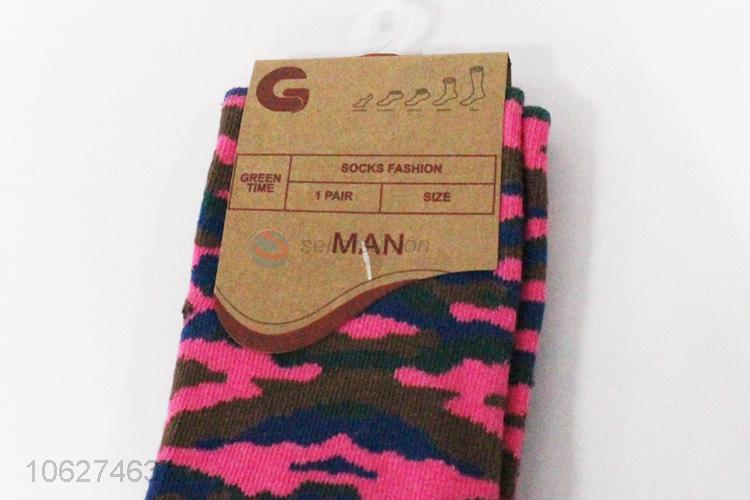 G
GREEN TIME
SOCKS FASHION
1 PAIR
SIZE
MAN
10627463